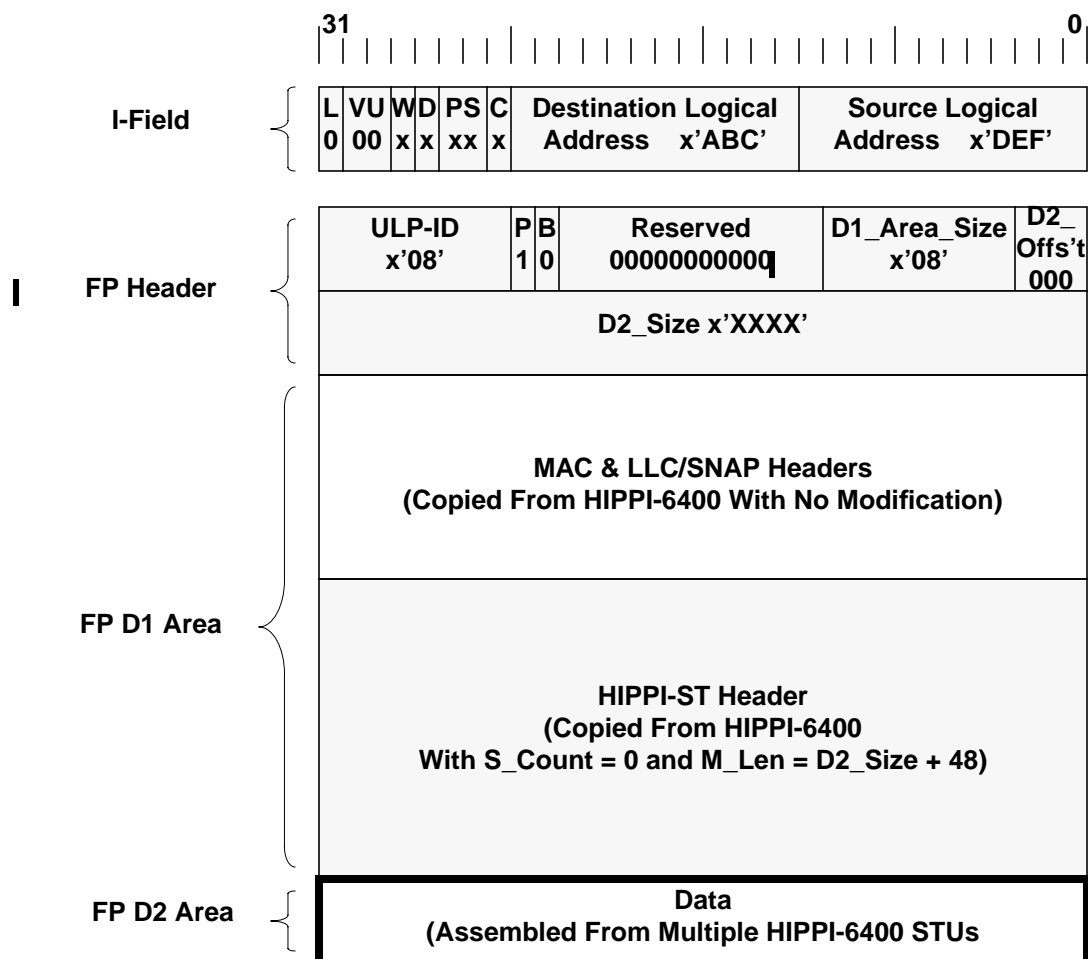 31 0
I-Field
L VU W D PS C Destination Logical Source Logical
0 00 x x xx x Address x’ABC’ Address x’DEF’
FP Header
ULP-ID P B Reserved D1_Area_Size D2_
x'08' 1 0 00000000000 x'08' Offs't
000
D2_Size x’XXXX’
MAC & LLC/SNAP Headers
(Copied From HIPPI-6400 With No Modification)
FP D1 Area
HIPPI-ST Header
(Copied From HIPPI-6400
With S_Count = 0 and M_Len = D2_Size + 48)
FP D2 Area
Data
(Assembled From Multiple HIPPI-6400 STUs